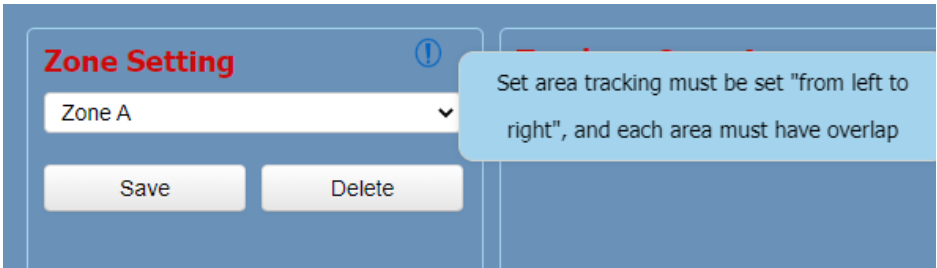 Zone Setting
Set area tracking must be set "from left to
right", and each area must have overlap
Zone A
Save
Delete